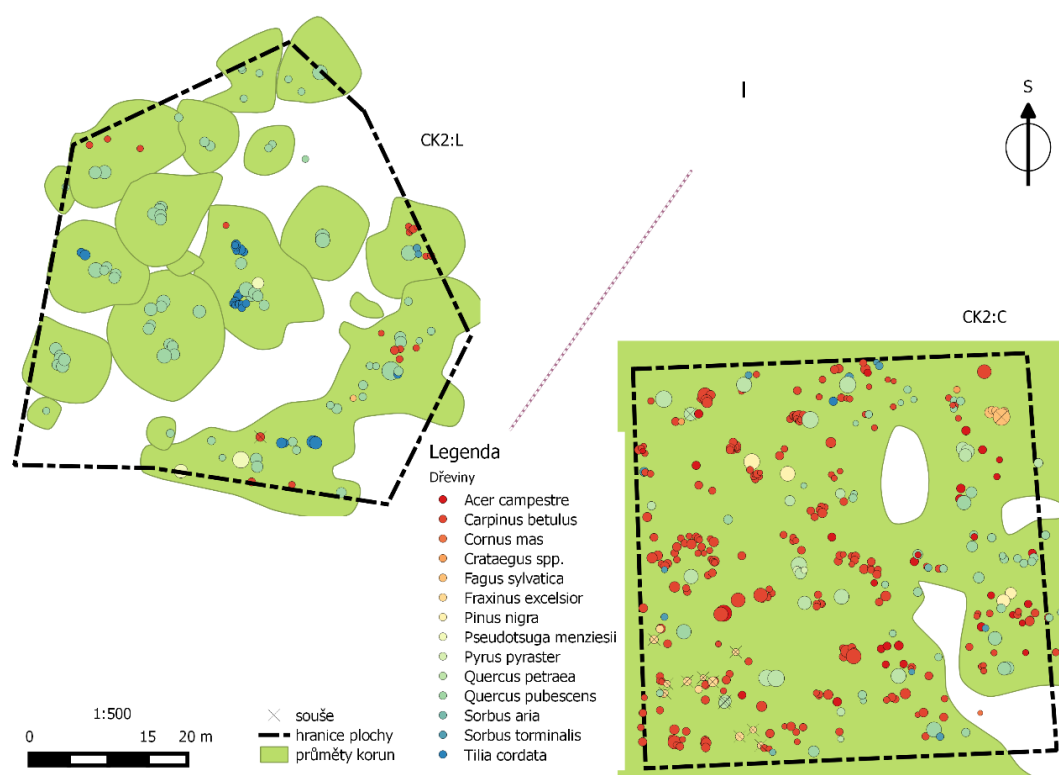 I
S
CK2:L
CK2:C
Legenda
Dřeviny
Acer campestre
Carpinus betulus
Cornus mas
Crataegus spp.
Fagus sylvatica
Fraxinus excelsior
Pinus nigra
Pseudotsuga menziesii
Pyrus pyraster
Quercus petraea
Quercus pubescens
Sorbus aria
Sorbus torminalis
Tilia cordata
1:500
0 15 20 m
souše
hranice plochy
průměty korun